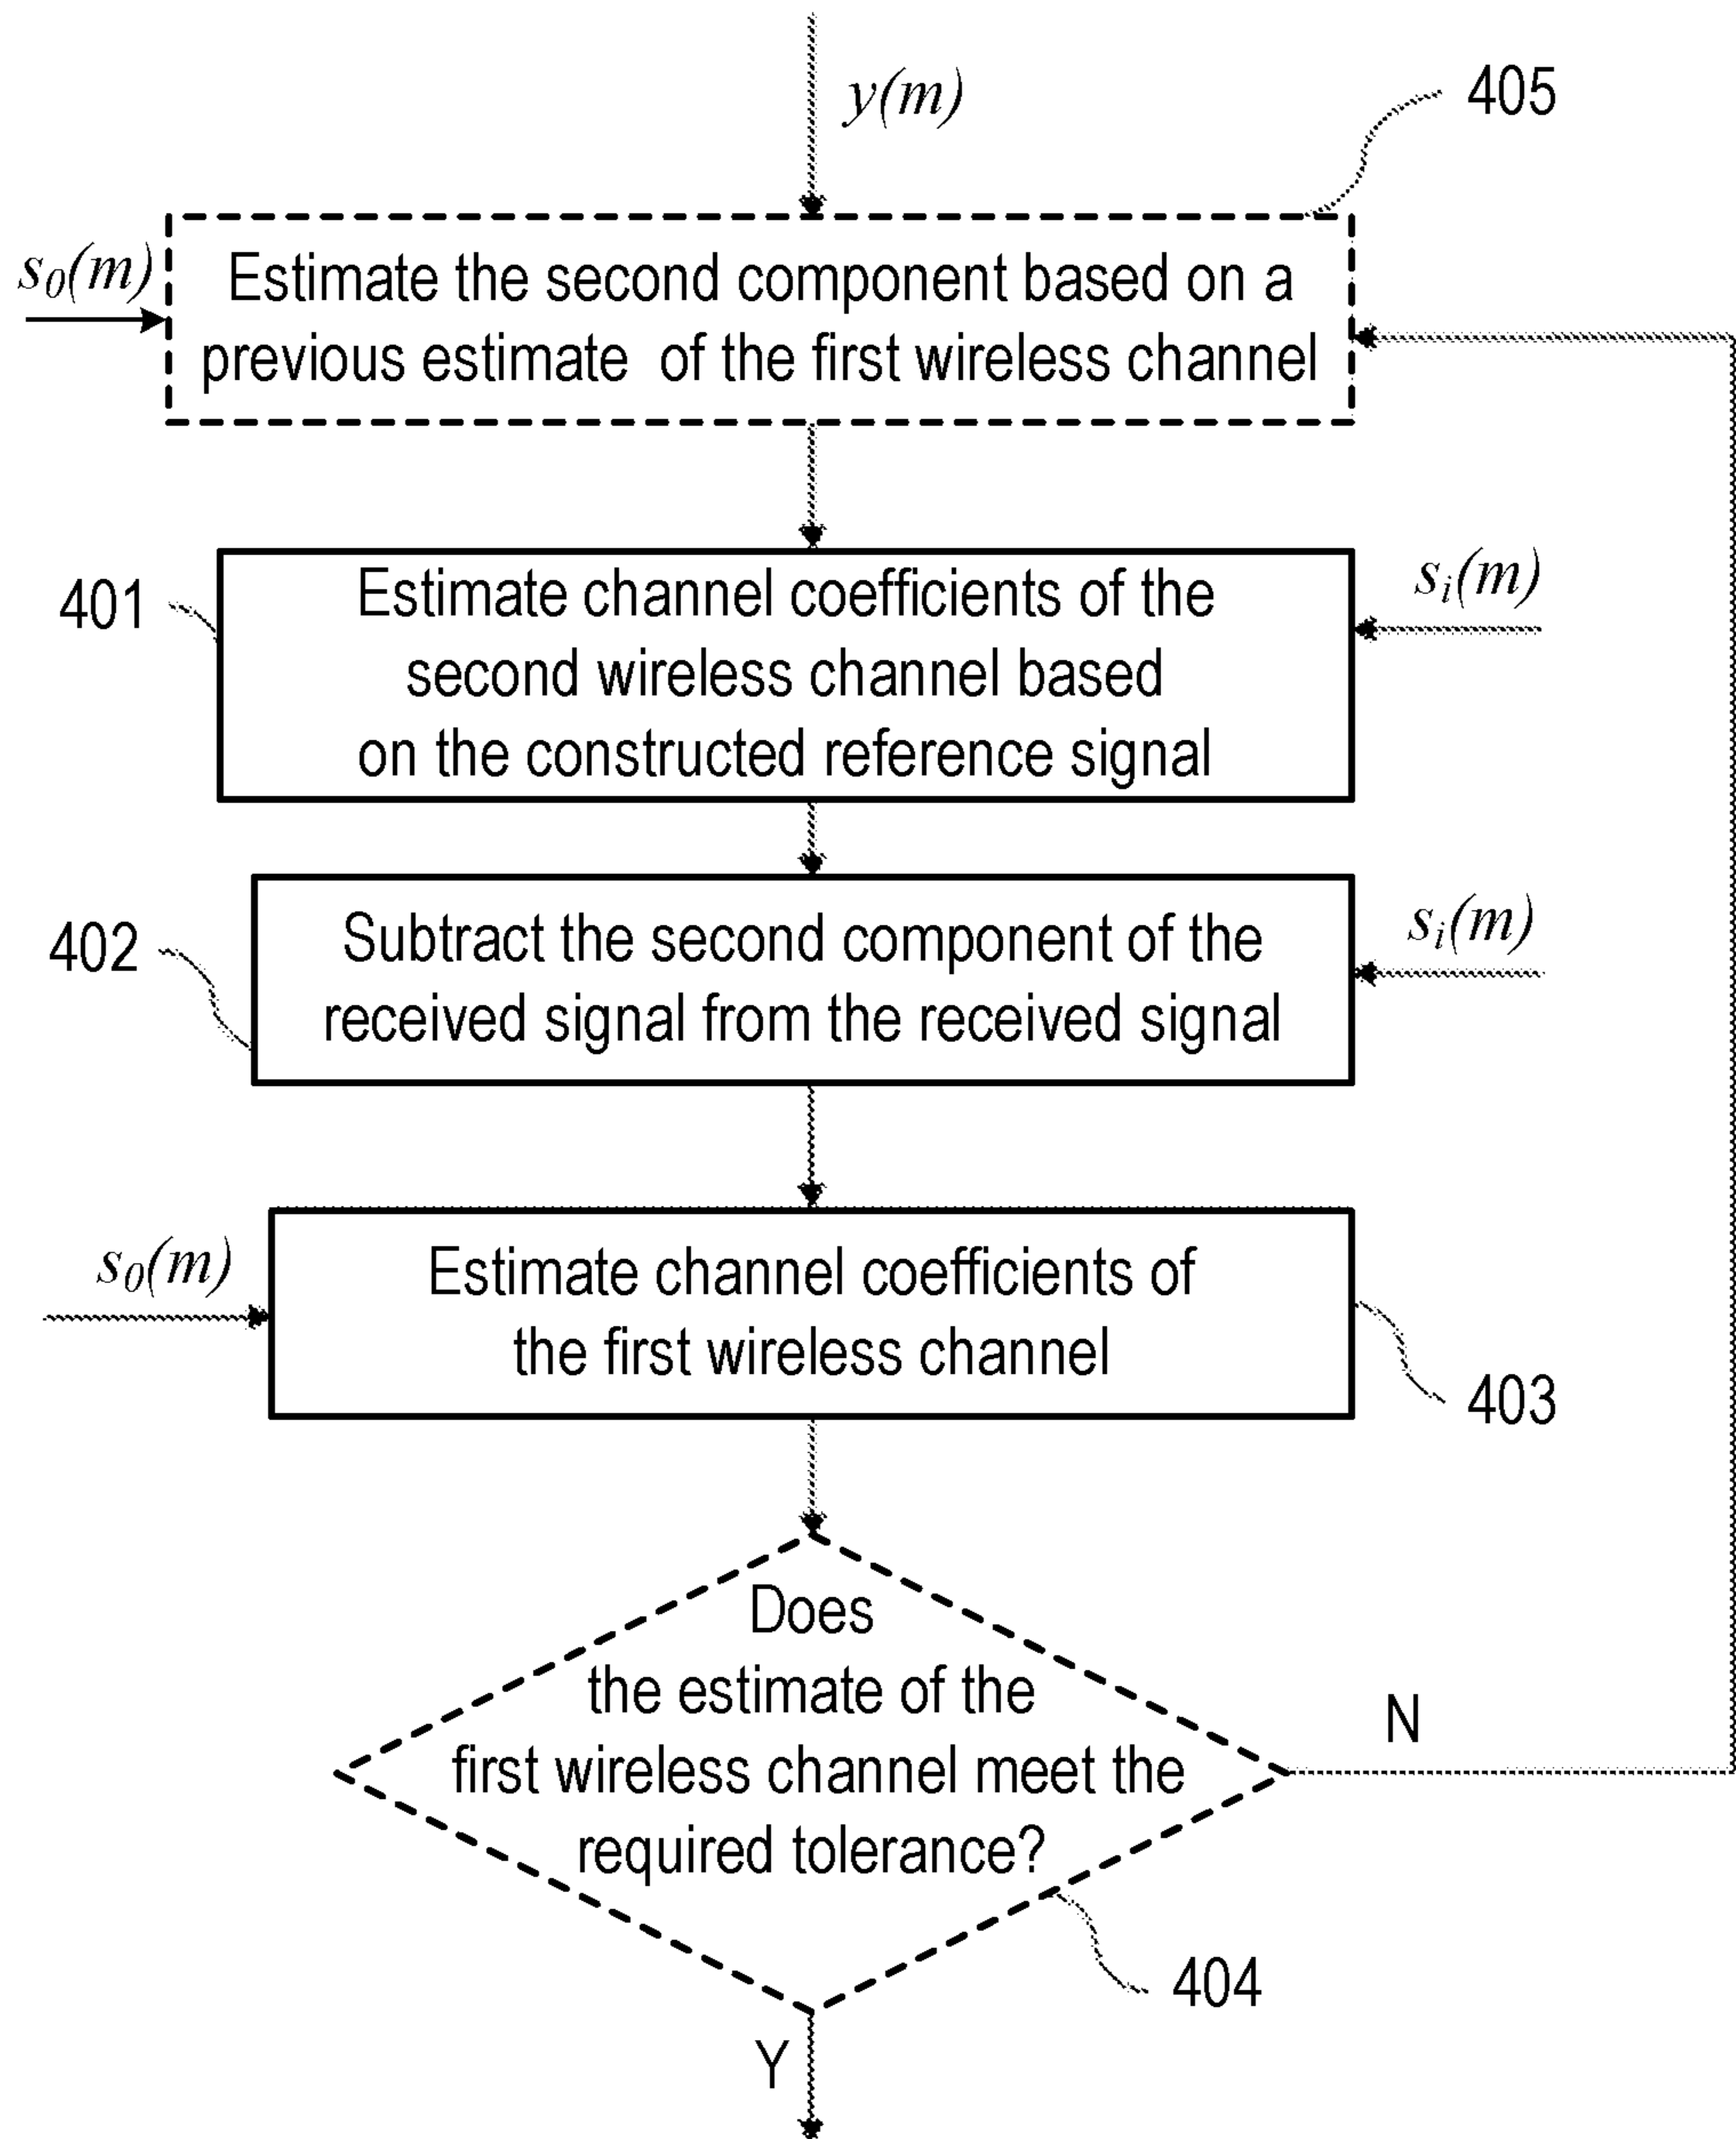 y(m)
405
s₀(m)
Estimate the second component based on a
previous estimate of the first wireless channel
401
Estimate channel coefficients of the
second wireless channel based
on the constructed reference signal
sᵢ(m)
402
Subtract the second component of the
received signal from the received signal
sᵢ(m)
s₀(m)
Estimate channel coefficients of
the first wireless channel
403
Does
the estimate of the
first wireless channel meet the
required tolerance?
N
404
Y